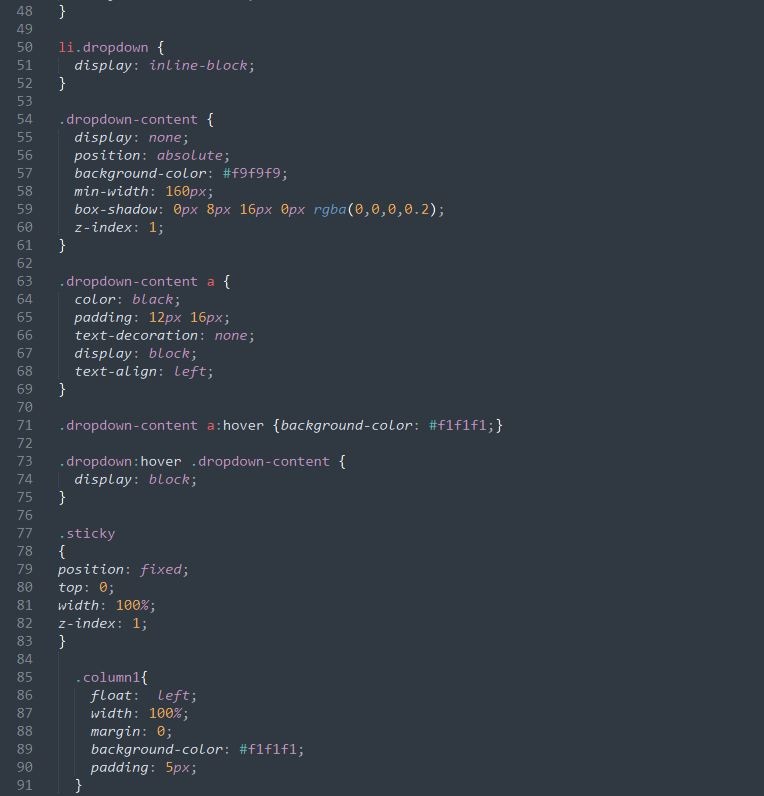 48 }
49
50 li.dropdown {
51   display: inline-block;
52 }
53
54 .dropdown-content {
55   display: none;
56   position: absolute;
57   background-color: #f9f9f9;
58   min-width: 160px;
59   box-shadow: 0px 8px 16px 0px rgba(0,0,0,0.2);
60   z-index: 1;
61 }
62
63 .dropdown-content a {
64   color: black;
65   padding: 12px 16px;
66   text-decoration: none;
67   display: block;
68   text-align: left;
69 }
70
71 .dropdown-content a:hover {background-color: #f1f1f1;}
72
73 .dropdown:hover .dropdown-content {
74   display: block;
75 }
76
77 .sticky
78 {
79 position: fixed;
80 top: 0;
81 width: 100%;
82 z-index: 1;
83 }
84
85   .column1{
86     float:  left;
87     width: 100%;
88     margin: 0;
89     background-color: #f1f1f1;
90     padding: 5px;
91   }